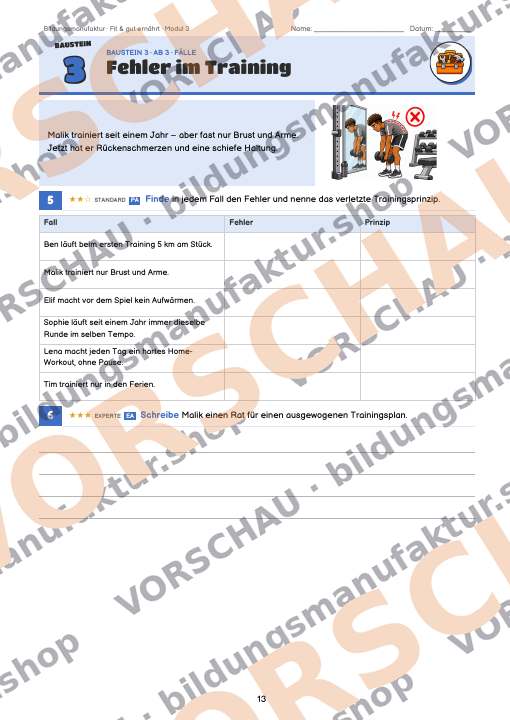 Bildungsmanufaktur · Fit & gut ernährt · Modul 3
Name:
Datum:
BAUSTEIN
3
BAUSTEIN 3 · AB 3 · FÄLLE
Fehler im Training
Malik trainiert seit einem Jahr – aber fast nur Brust und Arme.
Jetzt hat er Rückenschmerzen und eine schiefe Haltung.
5 ★★☆ STANDARD PA Finde in jedem Fall den Fehler und nenne das verletzte Trainingsprinzip.
Fall Fehler Prinzip
Ben läuft beim ersten Training 5 km am Stück.
Malik trainiert nur Brust und Arme.
Elif macht vor dem Spiel kein Aufwärmen.
Sophie läuft seit einem Jahr immer dieselbe
Runde im selben Tempo.
Lena macht jeden Tag ein hartes Home-
Workout, ohne Pause.
Tim trainiert nur in den Ferien.
6 ★★★ EXPERTE EA Schreibe Malik einen Rat für einen ausgewogenen Trainingsplan.
13
VORSCHAU · bildungsmanufaktur.shop
VORSCHAU